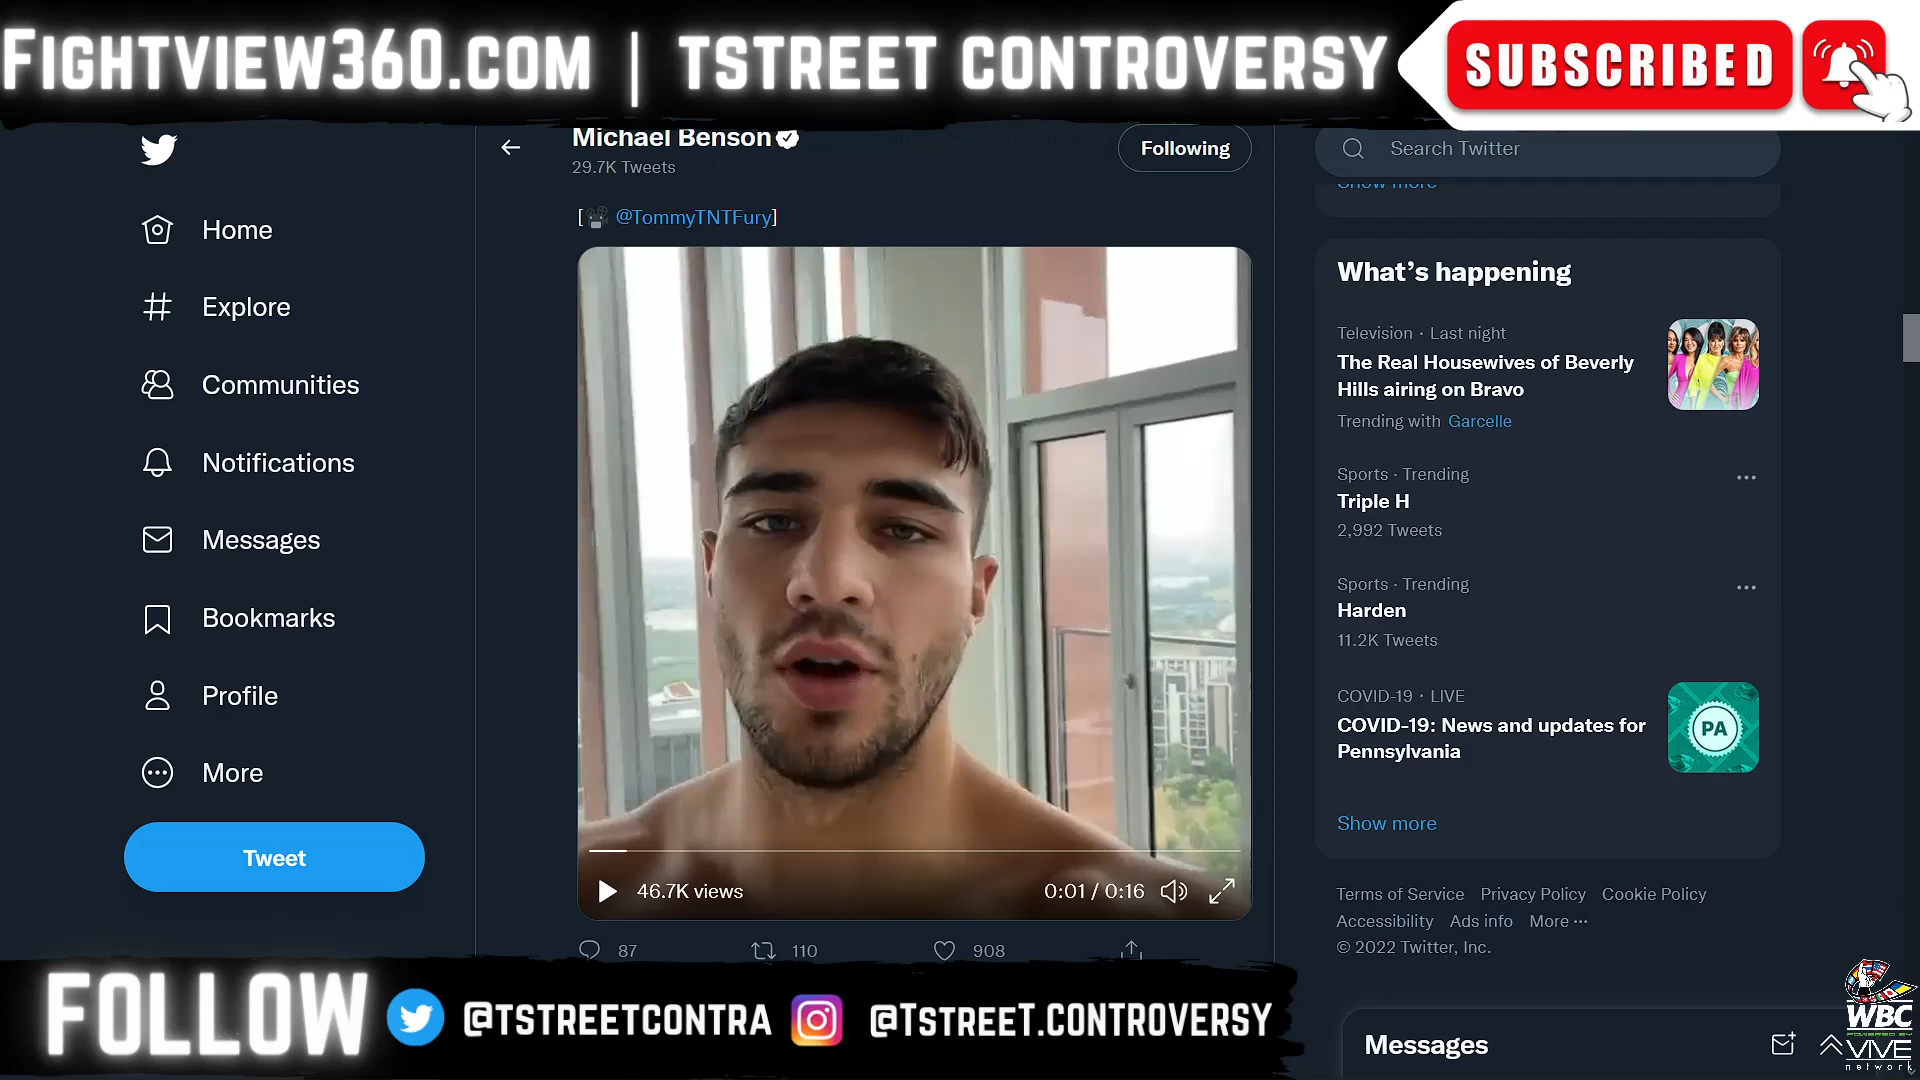 FIGHTVIEW360.COM | TSTREET CONTROVERSY
SUBSCRIBED
Michael Benson
29.7K Tweets
Following
Search Twitter
Show more
[ @TommyTNTFury]
Home
Explore
Communities
Notifications
Messages
Bookmarks
Profile
More
Tweet
46.7K views
0:01 / 0:16
87
110
908
What's happening
Television · Last night
The Real Housewives of Beverly
Hills airing on Bravo
Trending with Garcelle
Sports · Trending
Triple H
2,992 Tweets
Sports · Trending
Harden
11.2K Tweets
COVID-19 · LIVE
COVID-19: News and updates for
Pennsylvania
PA
Show more
Terms of Service Privacy Policy Cookie Policy
Accessibility Ads info More ···
© 2022 Twitter, Inc.
Messages
FOLLOW
@TSTREETCONTRA
@TSTREET.CONTROVERSY
WBC
POWERED BY
VIVE
network